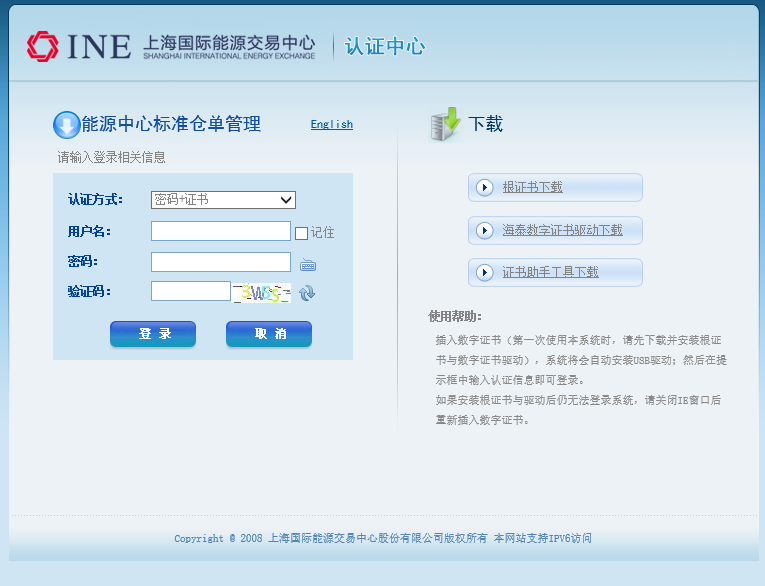 INE 上海国际能源交易中心
SHANGHAI INTERNATIONAL ENERGY EXCHANGE
认证中心
能源中心标准仓单管理
English
请输入登录相关信息
认证方式：
密码+证书
用户名：
记住
密码：
验证码：
登 录
取 消
下载
根证书下载
海泰数字证书驱动下载
证书助手工具下载
使用帮助：
插入数字证书（第一次使用本系统时，请先下载并安装根证
书与数字证书驱动），系统将会自动安装USB驱动；然后在提
示框中输入认证信息即可登录。
如果安装根证书与驱动后仍无法登录系统，请关闭IE窗口后
重新插入数字证书。
Copyright @ 2008 上海国际能源交易中心股份有限公司版权所有 本网站支持IPV6访问